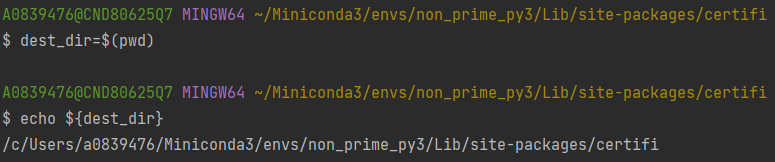 A0839476@CND80625Q7 MINGW64 ~/Miniconda3/envs/non_prime_py3/Lib/site-packages/certifi
$ dest_dir=$(pwd)
A0839476@CND80625Q7 MINGW64 ~/Miniconda3/envs/non_prime_py3/Lib/site-packages/certifi
$ echo ${dest_dir}
/c/Users/a0839476/Miniconda3/envs/non_prime_py3/Lib/site-packages/certifi